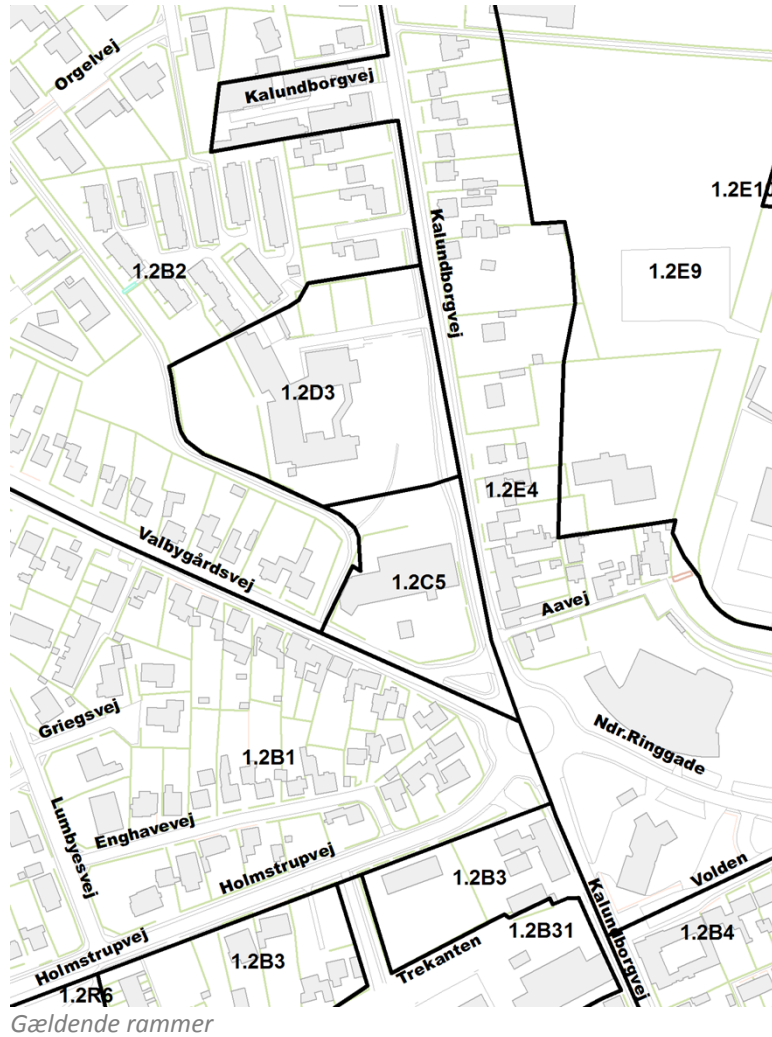 Orgelvej
Kalundborgvej
1.2E10
Kalundborgvej
1.2B2
1.2E9
1.2D3
1.2E4
Valbygårdsvej
1.2C5
Aavej
Griegsvej
Ndr.Ringgade
1.2B1
Lumbyesvej
Enghavevej
Holmstrupvej
Volden
1.2B3
Kalundborgvej
1.2B31
1.2B4
Holmstrupvej
1.2B3
Trekanten
1.2R6
Gældende rammer